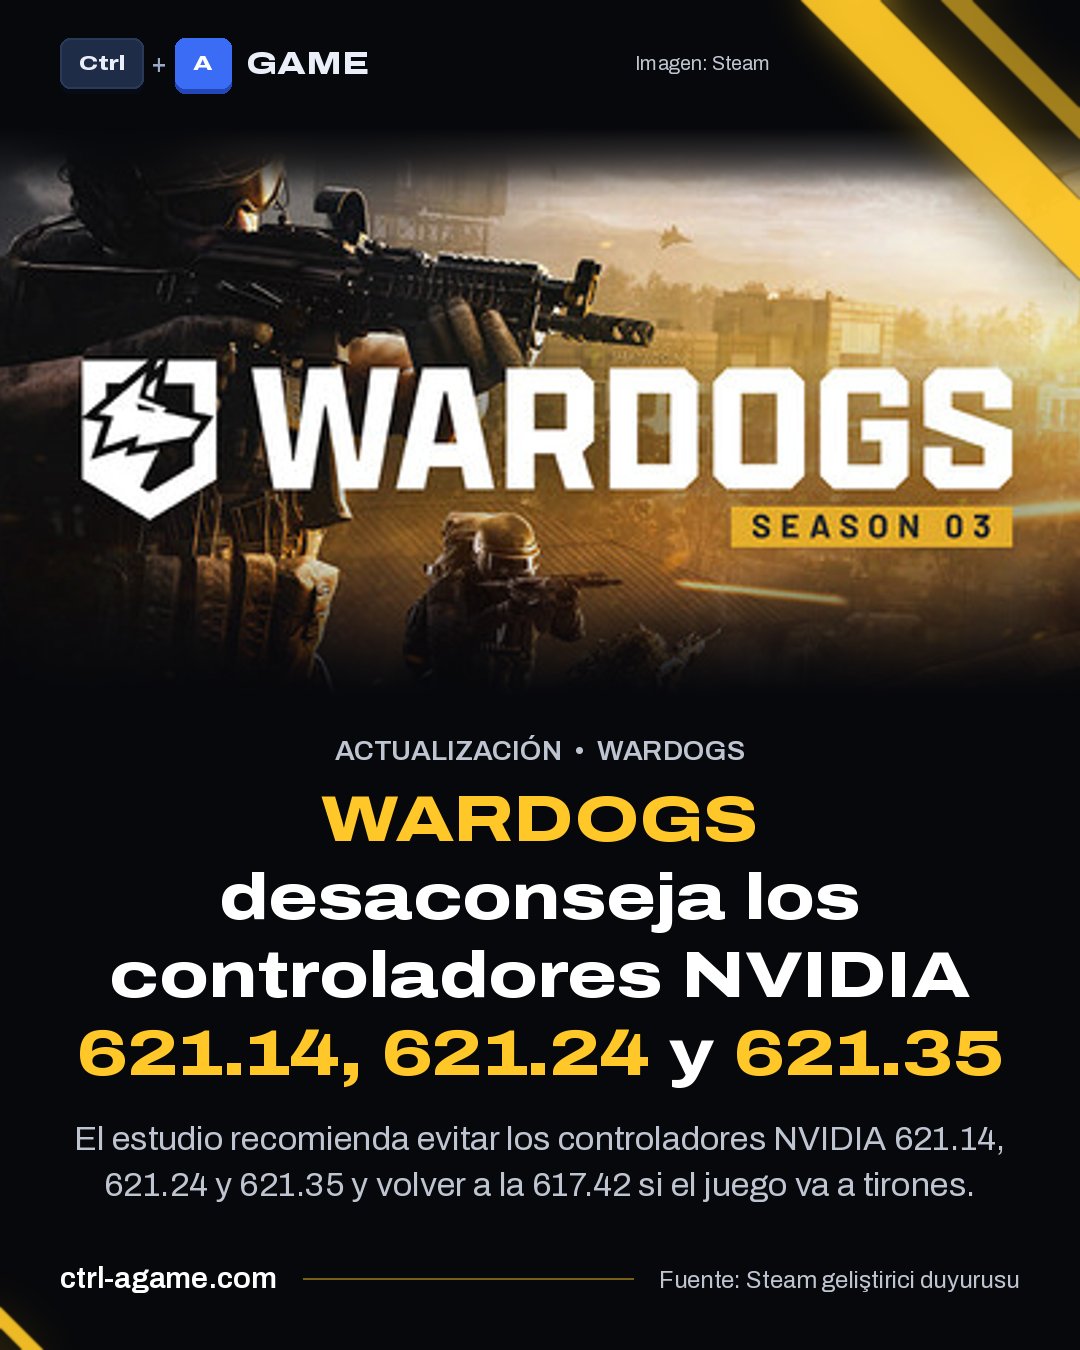 Ctrl + A GAME
Imagen: Steam
WARDOGS
SEASON 03
ACTUALIZACIÓN • WARDOGS
WARDOGS
desaconseja los
controladores NVIDIA
621.14, 621.24 y 621.35
El estudio recomienda evitar los controladores NVIDIA 621.14,
621.24 y 621.35 y volver a la 617.42 si el juego va a tirones.
ctrl-agame.com
Fuente: Steam geliştirici duyurusu